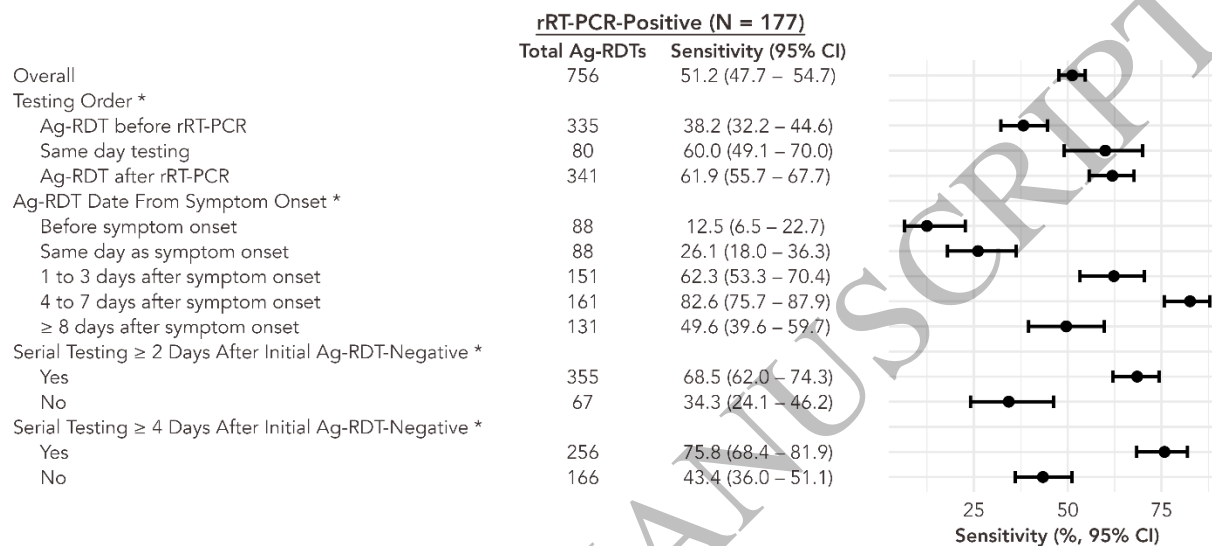 rRT-PCR-Positive (N = 177)
Total Ag-RDTs Sensitivity (95% CI)
Overall 756 51.2 (47.7 – 54.7)
Testing Order *
Ag-RDT before rRT-PCR 335 38.2 (32.2 – 44.6)
Same day testing 80 60.0 (49.1 – 70.0)
Ag-RDT after rRT-PCR 341 61.9 (55.7 – 67.7)
Ag-RDT Date From Symptom Onset *
Before symptom onset 88 12.5 (6.5 – 22.7)
Same day as symptom onset 88 26.1 (18.0 – 36.3)
1 to 3 days after symptom onset 151 62.3 (53.3 – 70.4)
4 to 7 days after symptom onset 161 82.6 (75.7 – 87.9)
≥ 8 days after symptom onset 131 49.6 (39.6 – 59.7)
Serial Testing ≥ 2 Days After Initial Ag-RDT-Negative *
Yes 355 68.5 (62.0 – 74.3)
No 67 34.3 (24.1 – 46.2)
Serial Testing ≥ 4 Days After Initial Ag-RDT-Negative *
Yes 256 75.8 (68.4 – 81.9)
No 166 43.4 (36.0 – 51.1)
25 50 75
Sensitivity (%, 95% CI)
ANUSCRIPT